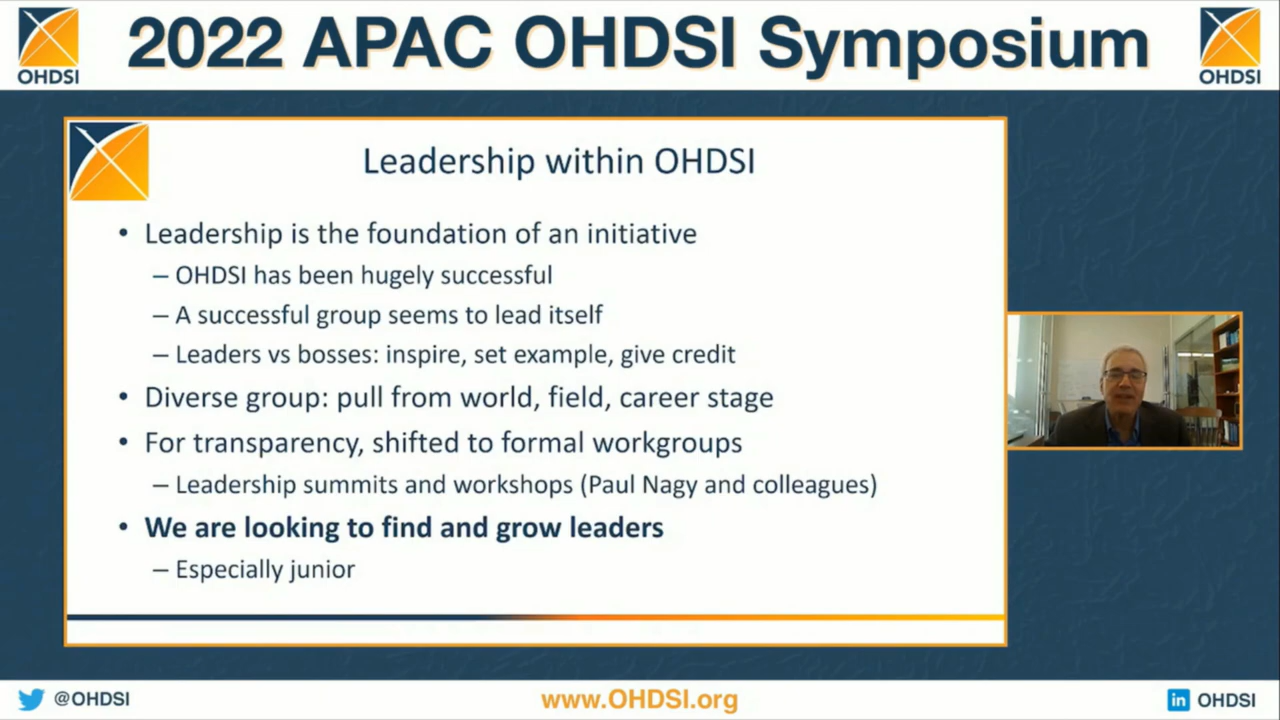 2022 APAC OHDSI Symposium
OHDSI
OHDSI
Leadership within OHDSI
• Leadership is the foundation of an initiative
– OHDSI has been hugely successful
– A successful group seems to lead itself
– Leaders vs bosses: inspire, set example, give credit
• Diverse group: pull from world, field, career stage
• For transparency, shifted to formal workgroups
– Leadership summits and workshops (Paul Nagy and colleagues)
• We are looking to find and grow leaders
– Especially junior
@OHDSI
www.OHDSI.org
in OHDSI